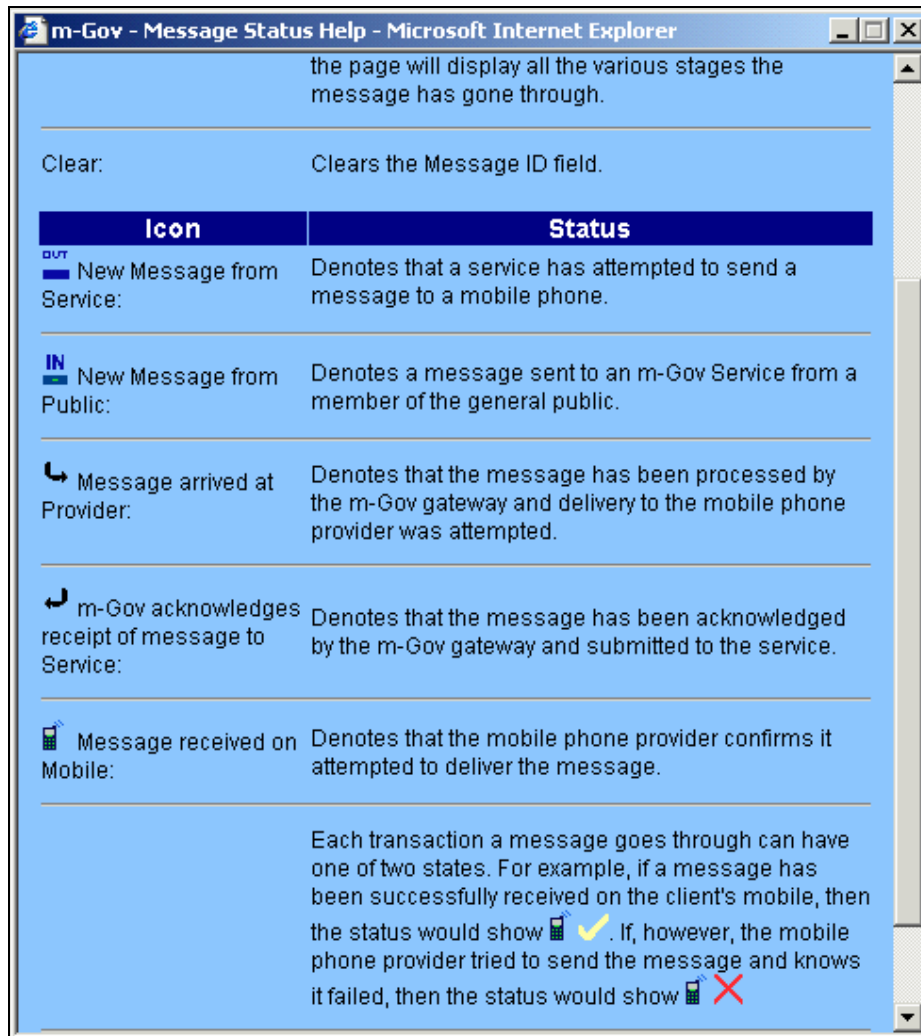 m-Gov - Message Status Help - Microsoft Internet Explorer
the page will display all the various stages the
message has gone through.
Clear:
Clears the Message ID field.
Icon
Status
OUT
New Message from
Service:
Denotes that a service has attempted to send a
message to a mobile phone.
IN
New Message from
Public:
Denotes a message sent to an m-Gov Service from a
member of the general public.
Message arrived at
Provider:
Denotes that the message has been processed by
the m-Gov gateway and delivery to the mobile phone
provider was attempted.
m-Gov acknowledges
receipt of message to
Service:
Denotes that the message has been acknowledged
by the m-Gov gateway and submitted to the service.
Message received on
Mobile:
Denotes that the mobile phone provider confirms it
attempted to deliver the message.
Each transaction a message goes through can have
one of two states. For example, if a message has
been successfully received on the client's mobile, then
the status would show . If, however, the mobile
phone provider tried to send the message and knows
it failed, then the status would show